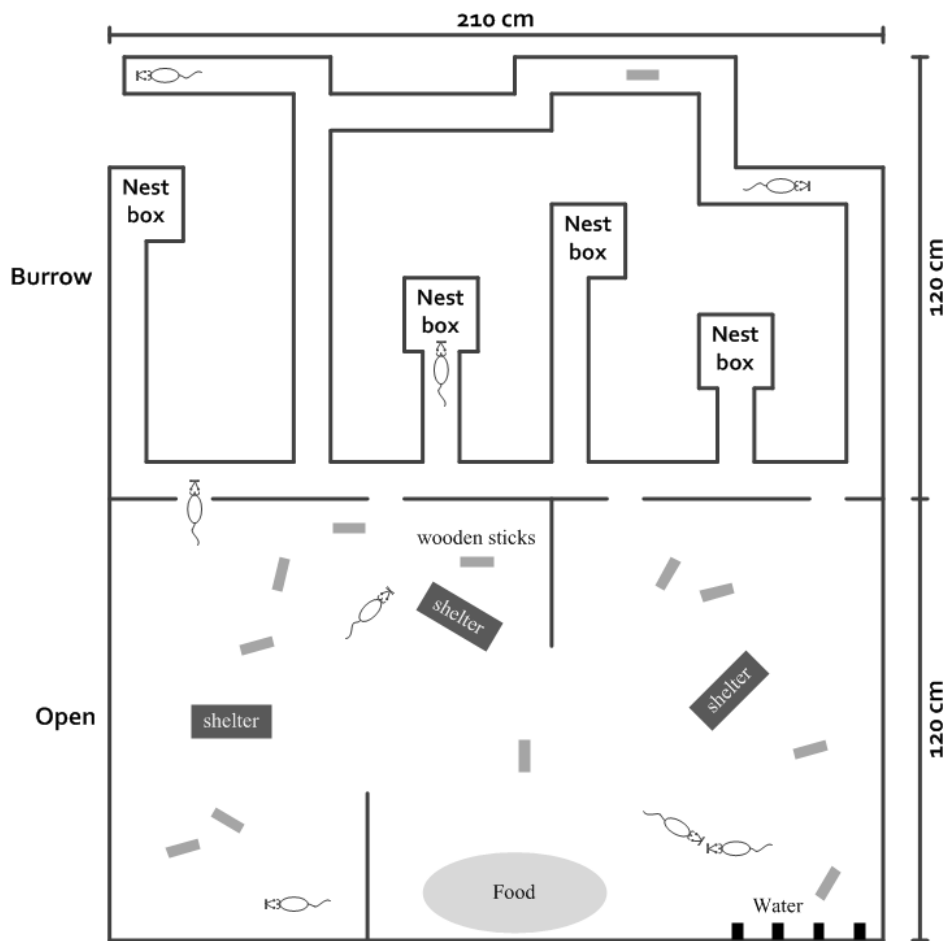 210 cm
Nest
box
Nest
box
Burrow
120 cm
Nest
box
Nest
box
wooden sticks
shelter
shelter
shelter
Open
120 cm
Food
Water